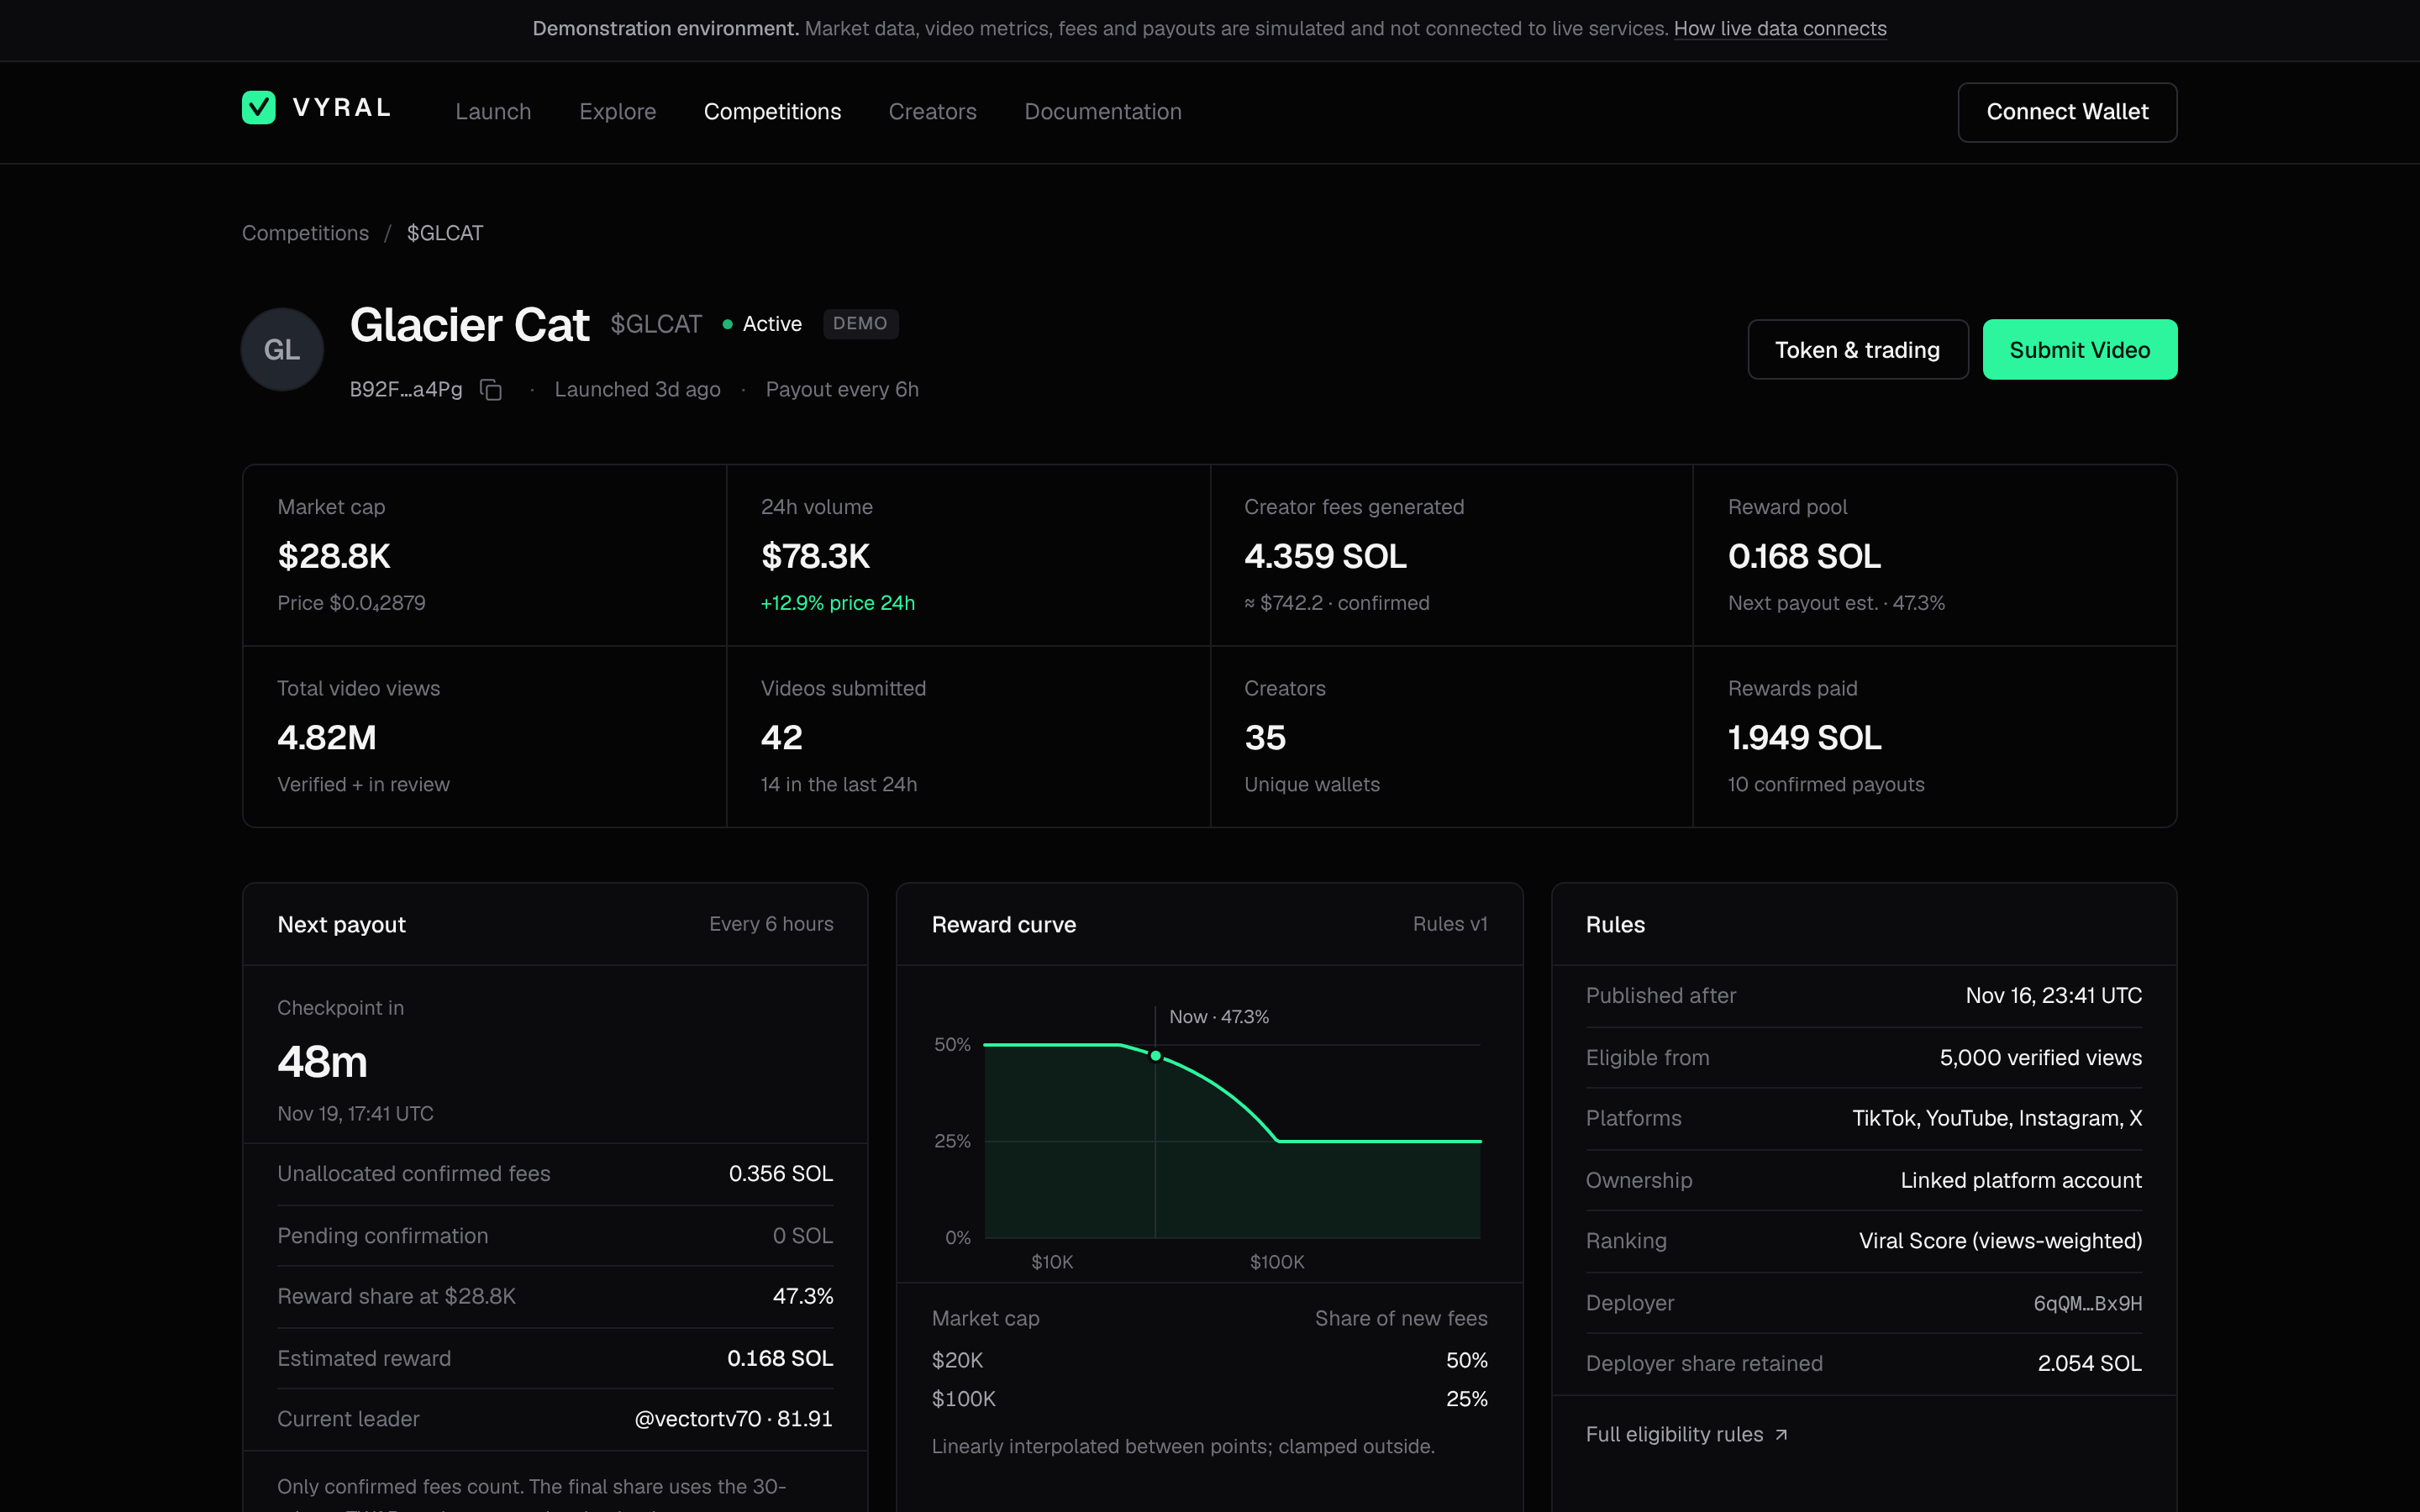 Demonstration environment. Market data, video metrics, fees and payouts are simulated and not connected to live services. How live data connects
VYRAL Launch Explore Competitions Creators Documentation Connect Wallet
Competitions / $GLCAT
GL
Glacier Cat $GLCAT Active DEMO
B92F…a4Pg · Launched 3d ago · Payout every 6h
Token & trading Submit Video
Market cap
$28.8K
Price $0.0₄2879
24h volume
$78.3K
+12.9% price 24h
Creator fees generated
4.359 SOL
≈ $742.2 · confirmed
Reward pool
0.168 SOL
Next payout est. · 47.3%
Total video views
4.82M
Verified + in review
Videos submitted
42
14 in the last 24h
Creators
35
Unique wallets
Rewards paid
1.949 SOL
10 confirmed payouts
Next payout Every 6 hours
Checkpoint in
48m
Nov 19, 17:41 UTC
Unallocated confirmed fees 0.356 SOL
Pending confirmation 0 SOL
Reward share at $28.8K 47.3%
Estimated reward 0.168 SOL
Current leader @vectortv70 · 81.91
Only confirmed fees count. The final share uses the 30-
Reward curve Rules v1
Now · 47.3%
50%
25%
0%
$10K $100K
Market cap Share of new fees
$20K 50%
$100K 25%
Linearly interpolated between points; clamped outside.
Rules
Published after Nov 16, 23:41 UTC
Eligible from 5,000 verified views
Platforms TikTok, YouTube, Instagram, X
Ownership Linked platform account
Ranking Viral Score (views-weighted)
Deployer 6qQM…Bx9H
Deployer share retained 2.054 SOL
Full eligibility rules ↗